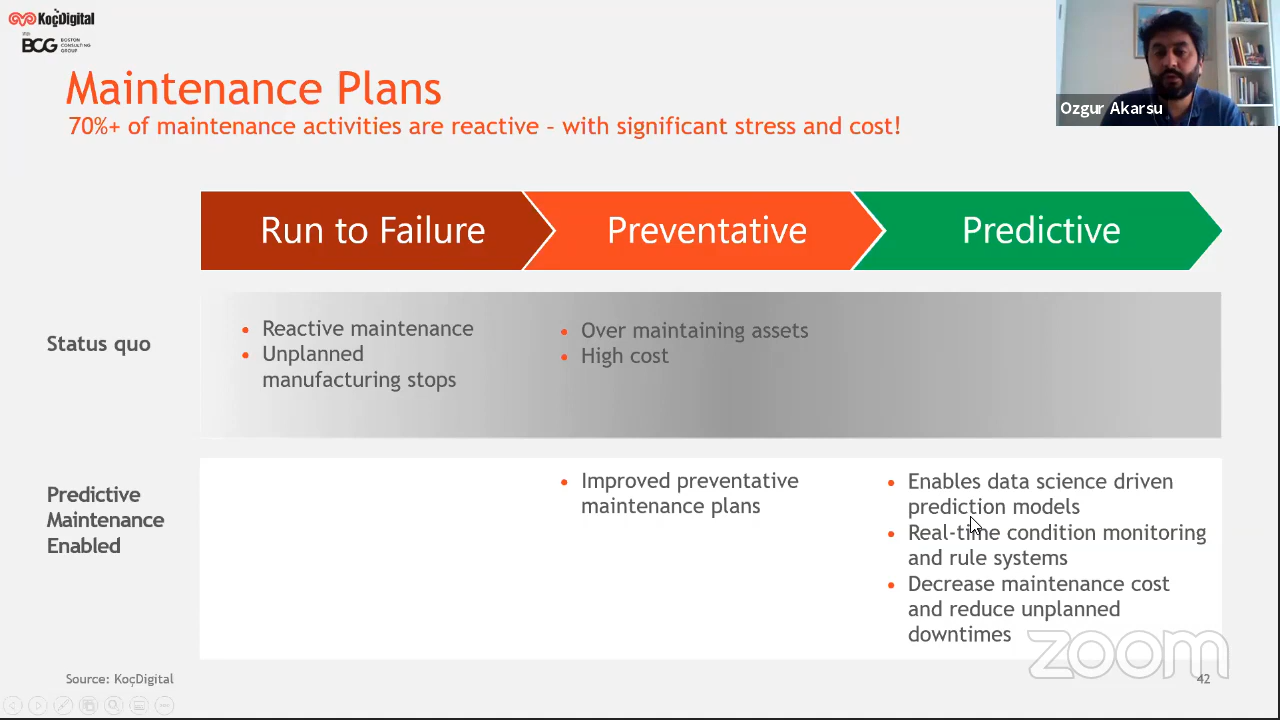 KoçDigital
BCG BOSTON
CONSULTING
GROUP
Ozgur Akarsu
Maintenance Plans
70%+ of maintenance activities are reactive – with significant stress and cost!
Run to Failure
Preventative
Predictive
Status quo
• Reactive maintenance
• Unplanned
manufacturing stops
• Over maintaining assets
• High cost
Predictive
Maintenance
Enabled
• Improved preventative
maintenance plans
• Enables data science driven
prediction models
• Real-time condition monitoring
and rule systems
• Decrease maintenance cost
and reduce unplanned
downtimes
zoom
Source: KoçDigital
42